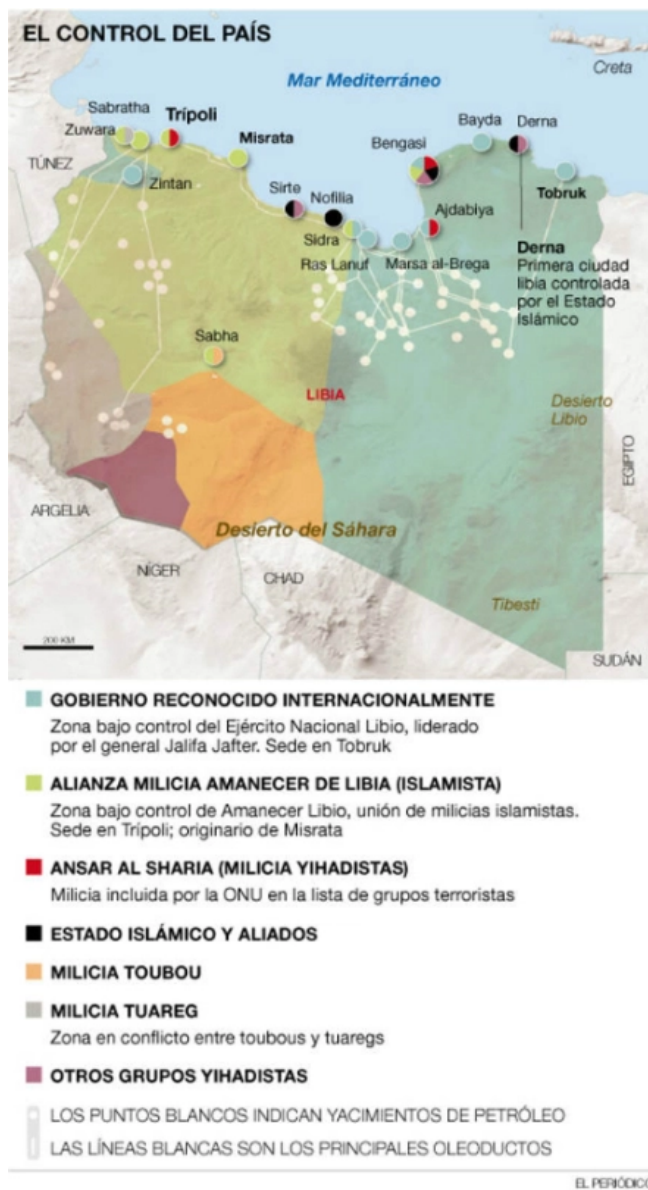 EL CONTROL DEL PAÍS
Creta
Mar Mediterráneo
Sabratha
Trípoli
Zuwara
Misrata
Bengasi
Bayda
Derna
TÚNEZ
Zintan
Sirte
Nofilia
Tobruk
Ajdabiya
Sidra
Ras Lanuf
Marsa al-Brega
Derna
Primera ciudad
libia controlada
por el Estado
Islámico
Sabha
LIBIA
Desierto
Libio
EGIPTO
ARGELIA
Desierto del Sáhara
NÍGER
CHAD
Tibesti
200 KM
SUDÁN
GOBIERNO RECONOCIDO INTERNACIONALMENTE
Zona bajo control del Ejército Nacional Libio, liderado
por el general Jalifa Jafter. Sede en Tobruk
ALIANZA MILICIA AMANECER DE LIBIA (ISLAMISTA)
Zona bajo control de Amanecer Libio, unión de milicias islamistas.
Sede en Trípoli; originario de Misrata
ANSAR AL SHARIA (MILICIA YIHADISTAS)
Milicia incluida por la ONU en la lista de grupos terroristas
ESTADO ISLÁMICO Y ALIADOS
MILICIA TOUBOU
MILICIA TUAREG
Zona en conflicto entre toubous y tuaregs
OTROS GRUPOS YIHADISTAS
LOS PUNTOS BLANCOS INDICAN YACIMIENTOS DE PETRÓLEO
LAS LÍNEAS BLANCAS SON LOS PRINCIPALES OLEODUCTOS
EL PERIÓDICO